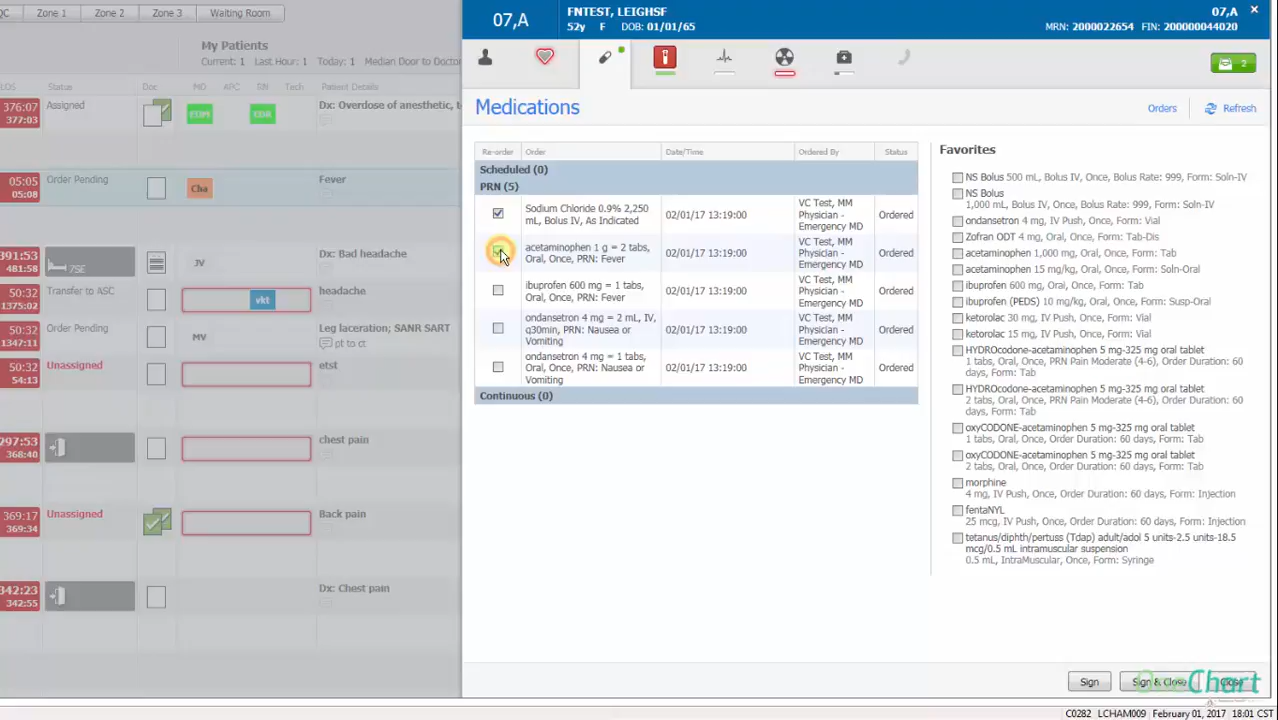 QC Zone 1 Zone 2 Zone 3 Waiting Room
My Patients
Current: 1 Last Hour: 1 Today: 1 Median Door to Doctor
LOS Status Doc MD APC RN Tech Patient Details
376:07
377:03
Assigned
EDM
EDR
Dx: Overdose of anesthetic, t
05:05
05:08
Order Pending
Cha
Fever
391:53
481:58
7SE
JV
Dx: Bad headache
50:32
1375:02
Transfer to ASC
vkt
headache
50:32
1347:11
Order Pending
MV
Leg laceration; SANR SART
pt to ct
50:32
54:13
Unassigned
etst
297:53
368:40
chest pain
369:17
369:34
Unassigned
Back pain
342:23
342:55
Dx: Chest pain
07,A
FNTEST, LEIGHSF
52y F DOB: 01/01/65
07,A
MRN: 2000022654 FIN: 200000044020
2
Medications
Orders Refresh
Re-order Order Date/Time Ordered By Status
Scheduled (0)
PRN (5)
Sodium Chloride 0.9% 2,250
mL, Bolus IV, As Indicated
02/01/17 13:19:00
VC Test, MM
Physician -
Emergency MD
Ordered
acetaminophen 1 g = 2 tabs,
Oral, Once, PRN: Fever
02/01/17 13:19:00
VC Test, MM
Physician -
Emergency MD
Ordered
ibuprofen 600 mg = 1 tabs,
Oral, Once, PRN: Fever
02/01/17 13:19:00
VC Test, MM
Physician -
Emergency MD
Ordered
ondansetron 4 mg = 2 mL, IV,
q30min, PRN: Nausea or
Vomiting
02/01/17 13:19:00
VC Test, MM
Physician -
Emergency MD
Ordered
ondansetron 4 mg = 1 tabs,
Oral, Once, PRN: Nausea or
Vomiting
02/01/17 13:19:00
VC Test, MM
Physician -
Emergency MD
Ordered
Continuous (0)
Favorites
NS Bolus 500 mL, Bolus IV, Once, Bolus Rate: 999, Form: Soln-IV
NS Bolus
1,000 mL, Bolus IV, Once, Bolus Rate: 999, Form: Soln-IV
ondansetron 4 mg, IV Push, Once, Form: Vial
Zofran ODT 4 mg, Oral, Once, Form: Tab-Dis
acetaminophen 1,000 mg, Oral, Once, Form: Tab
acetaminophen 15 mg/kg, Oral, Once, Form: Soln-Oral
ibuprofen 600 mg, Oral, Once, Form: Tab
ibuprofen (PEDS) 10 mg/kg, Oral, Once, Form: Susp-Oral
ketorolac 30 mg, IV Push, Once, Form: Vial
ketorolac 15 mg, IV Push, Once, Form: Vial
HYDROcodone-acetaminophen 5 mg-325 mg oral tablet
1 tabs, Oral, Once, PRN Pain Moderate (4-6), Order Duration: 60
days, Form: Tab
HYDROcodone-acetaminophen 5 mg-325 mg oral tablet
2 tabs, Oral, Once, PRN Pain Moderate (4-6), Order Duration: 60
days, Form: Tab
oxyCODONE-acetaminophen 5 mg-325 mg oral tablet
1 tabs, Oral, Once, Order Duration: 60 days, Form: Tab
oxyCODONE-acetaminophen 5 mg-325 mg oral tablet
2 tabs, Oral, Once, Order Duration: 60 days, Form: Tab
morphine
4 mg, IV Push, Once, Order Duration: 60 days, Form: Injection
fentaNYL
25 mcg, IV Push, Once, Order Duration: 60 days, Form: Injection
tetanus/diphth/pertuss (Tdap) adult/adol 5 units-2.5 units-18.5
mcg/0.5 mL intramuscular suspension
0.5 mL, IntraMuscular, Once, Form: Syringe
Sign Sign & Close Close
OneChart
C0282 LCHAM009 February 01, 2017 18:01 CST